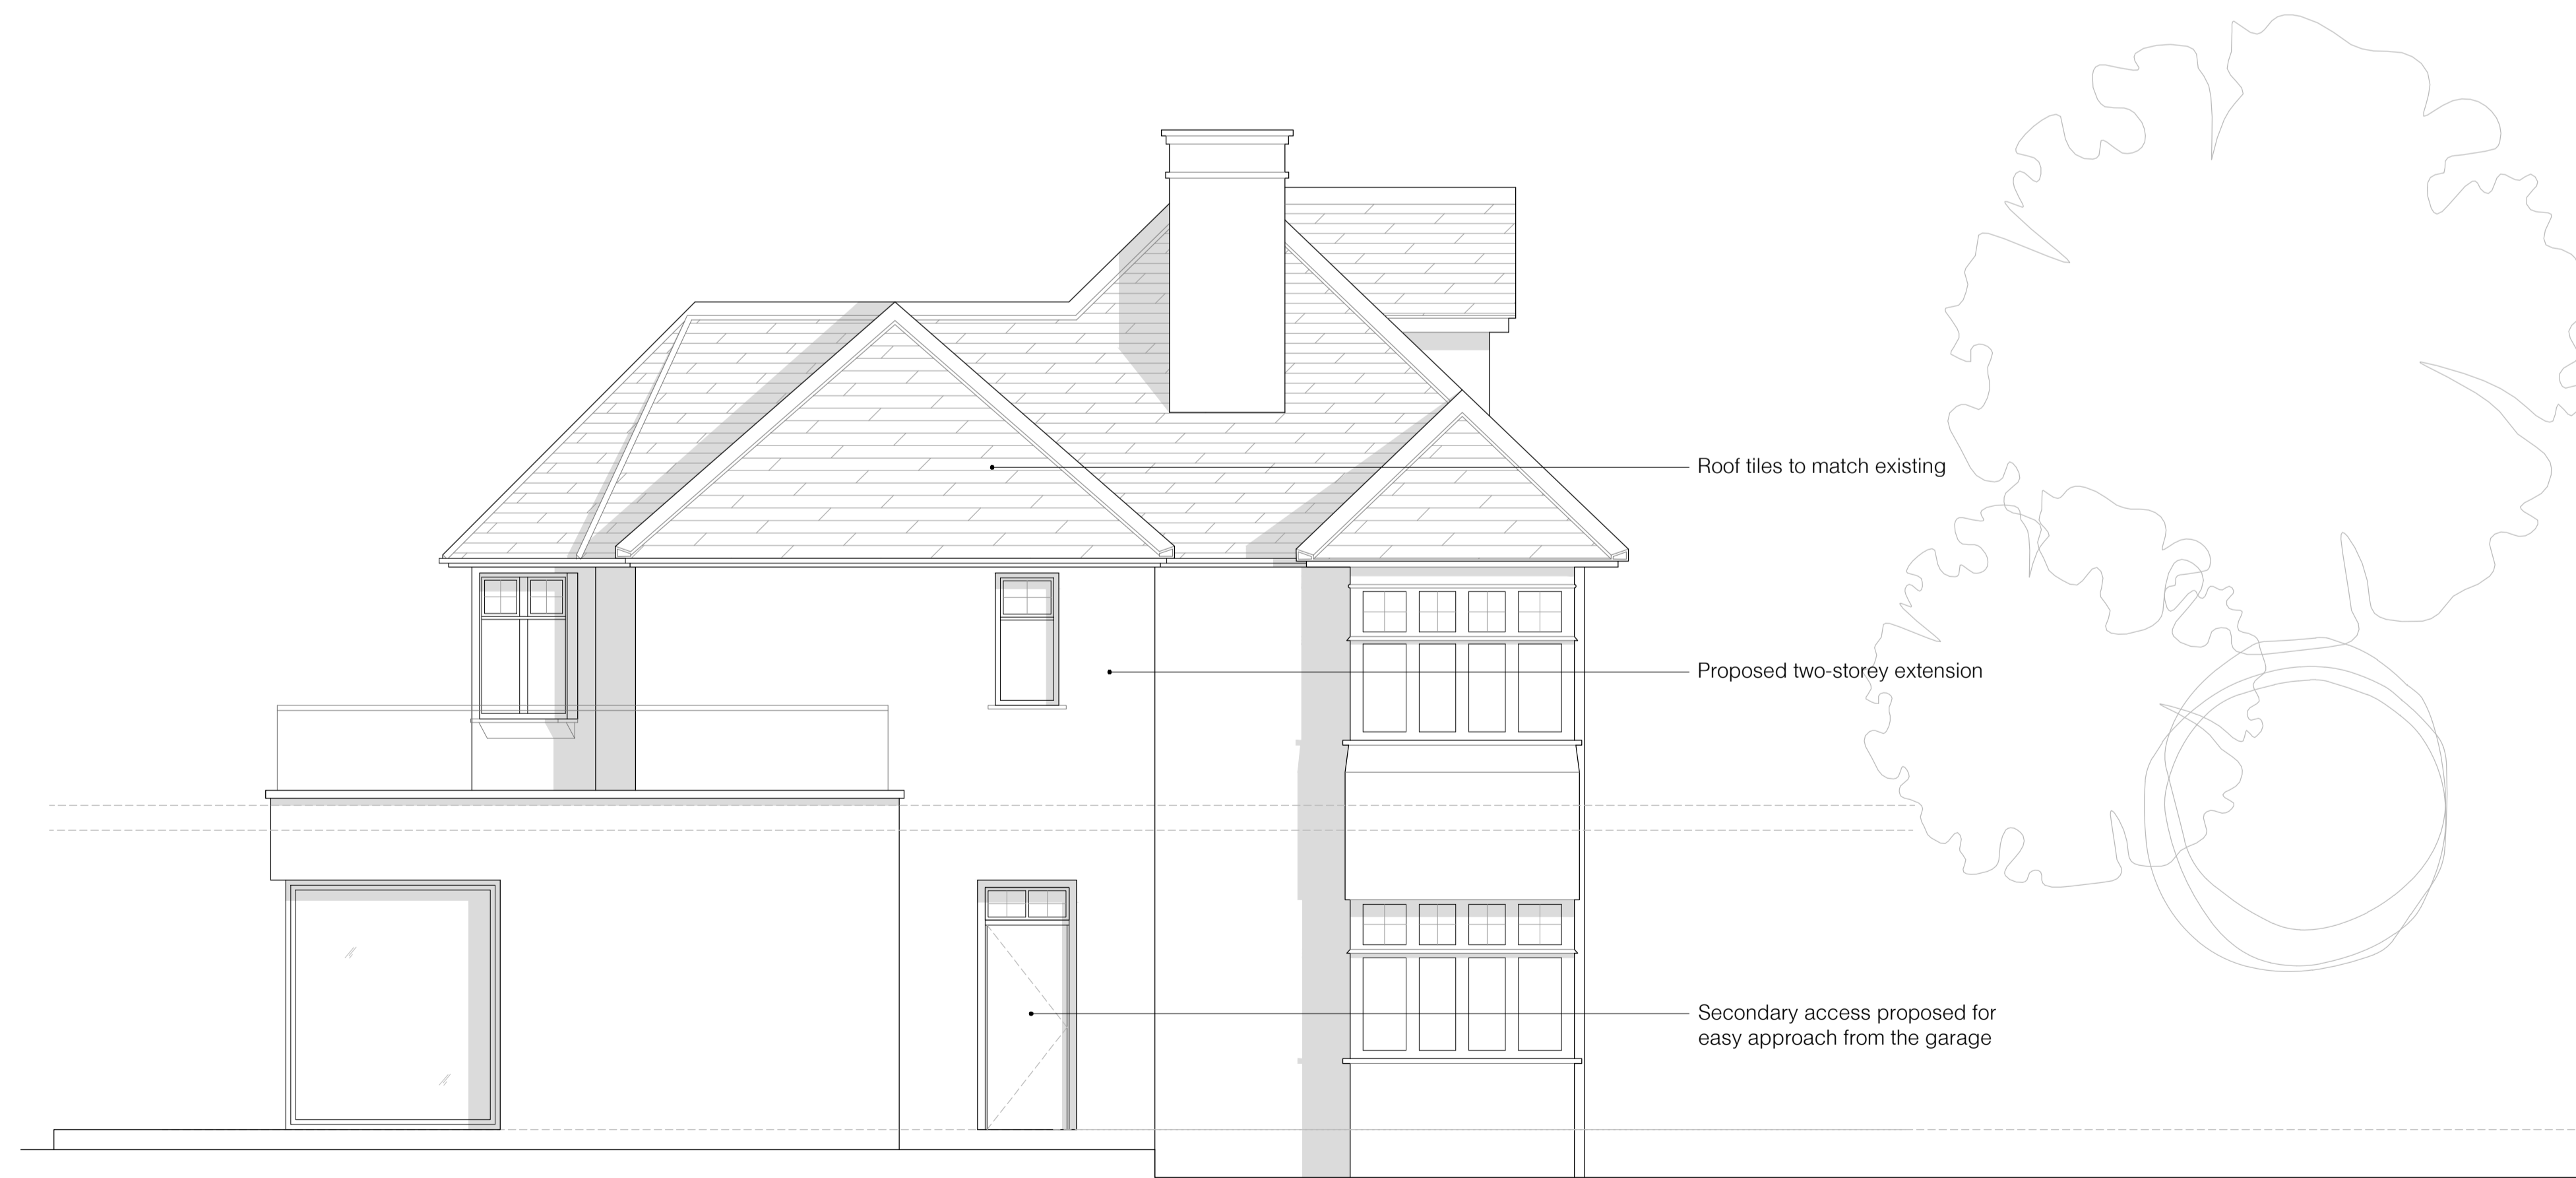 Roof tiles to match existing
Proposed two-storey extension
Secondary access proposed for
easy approach from the garage